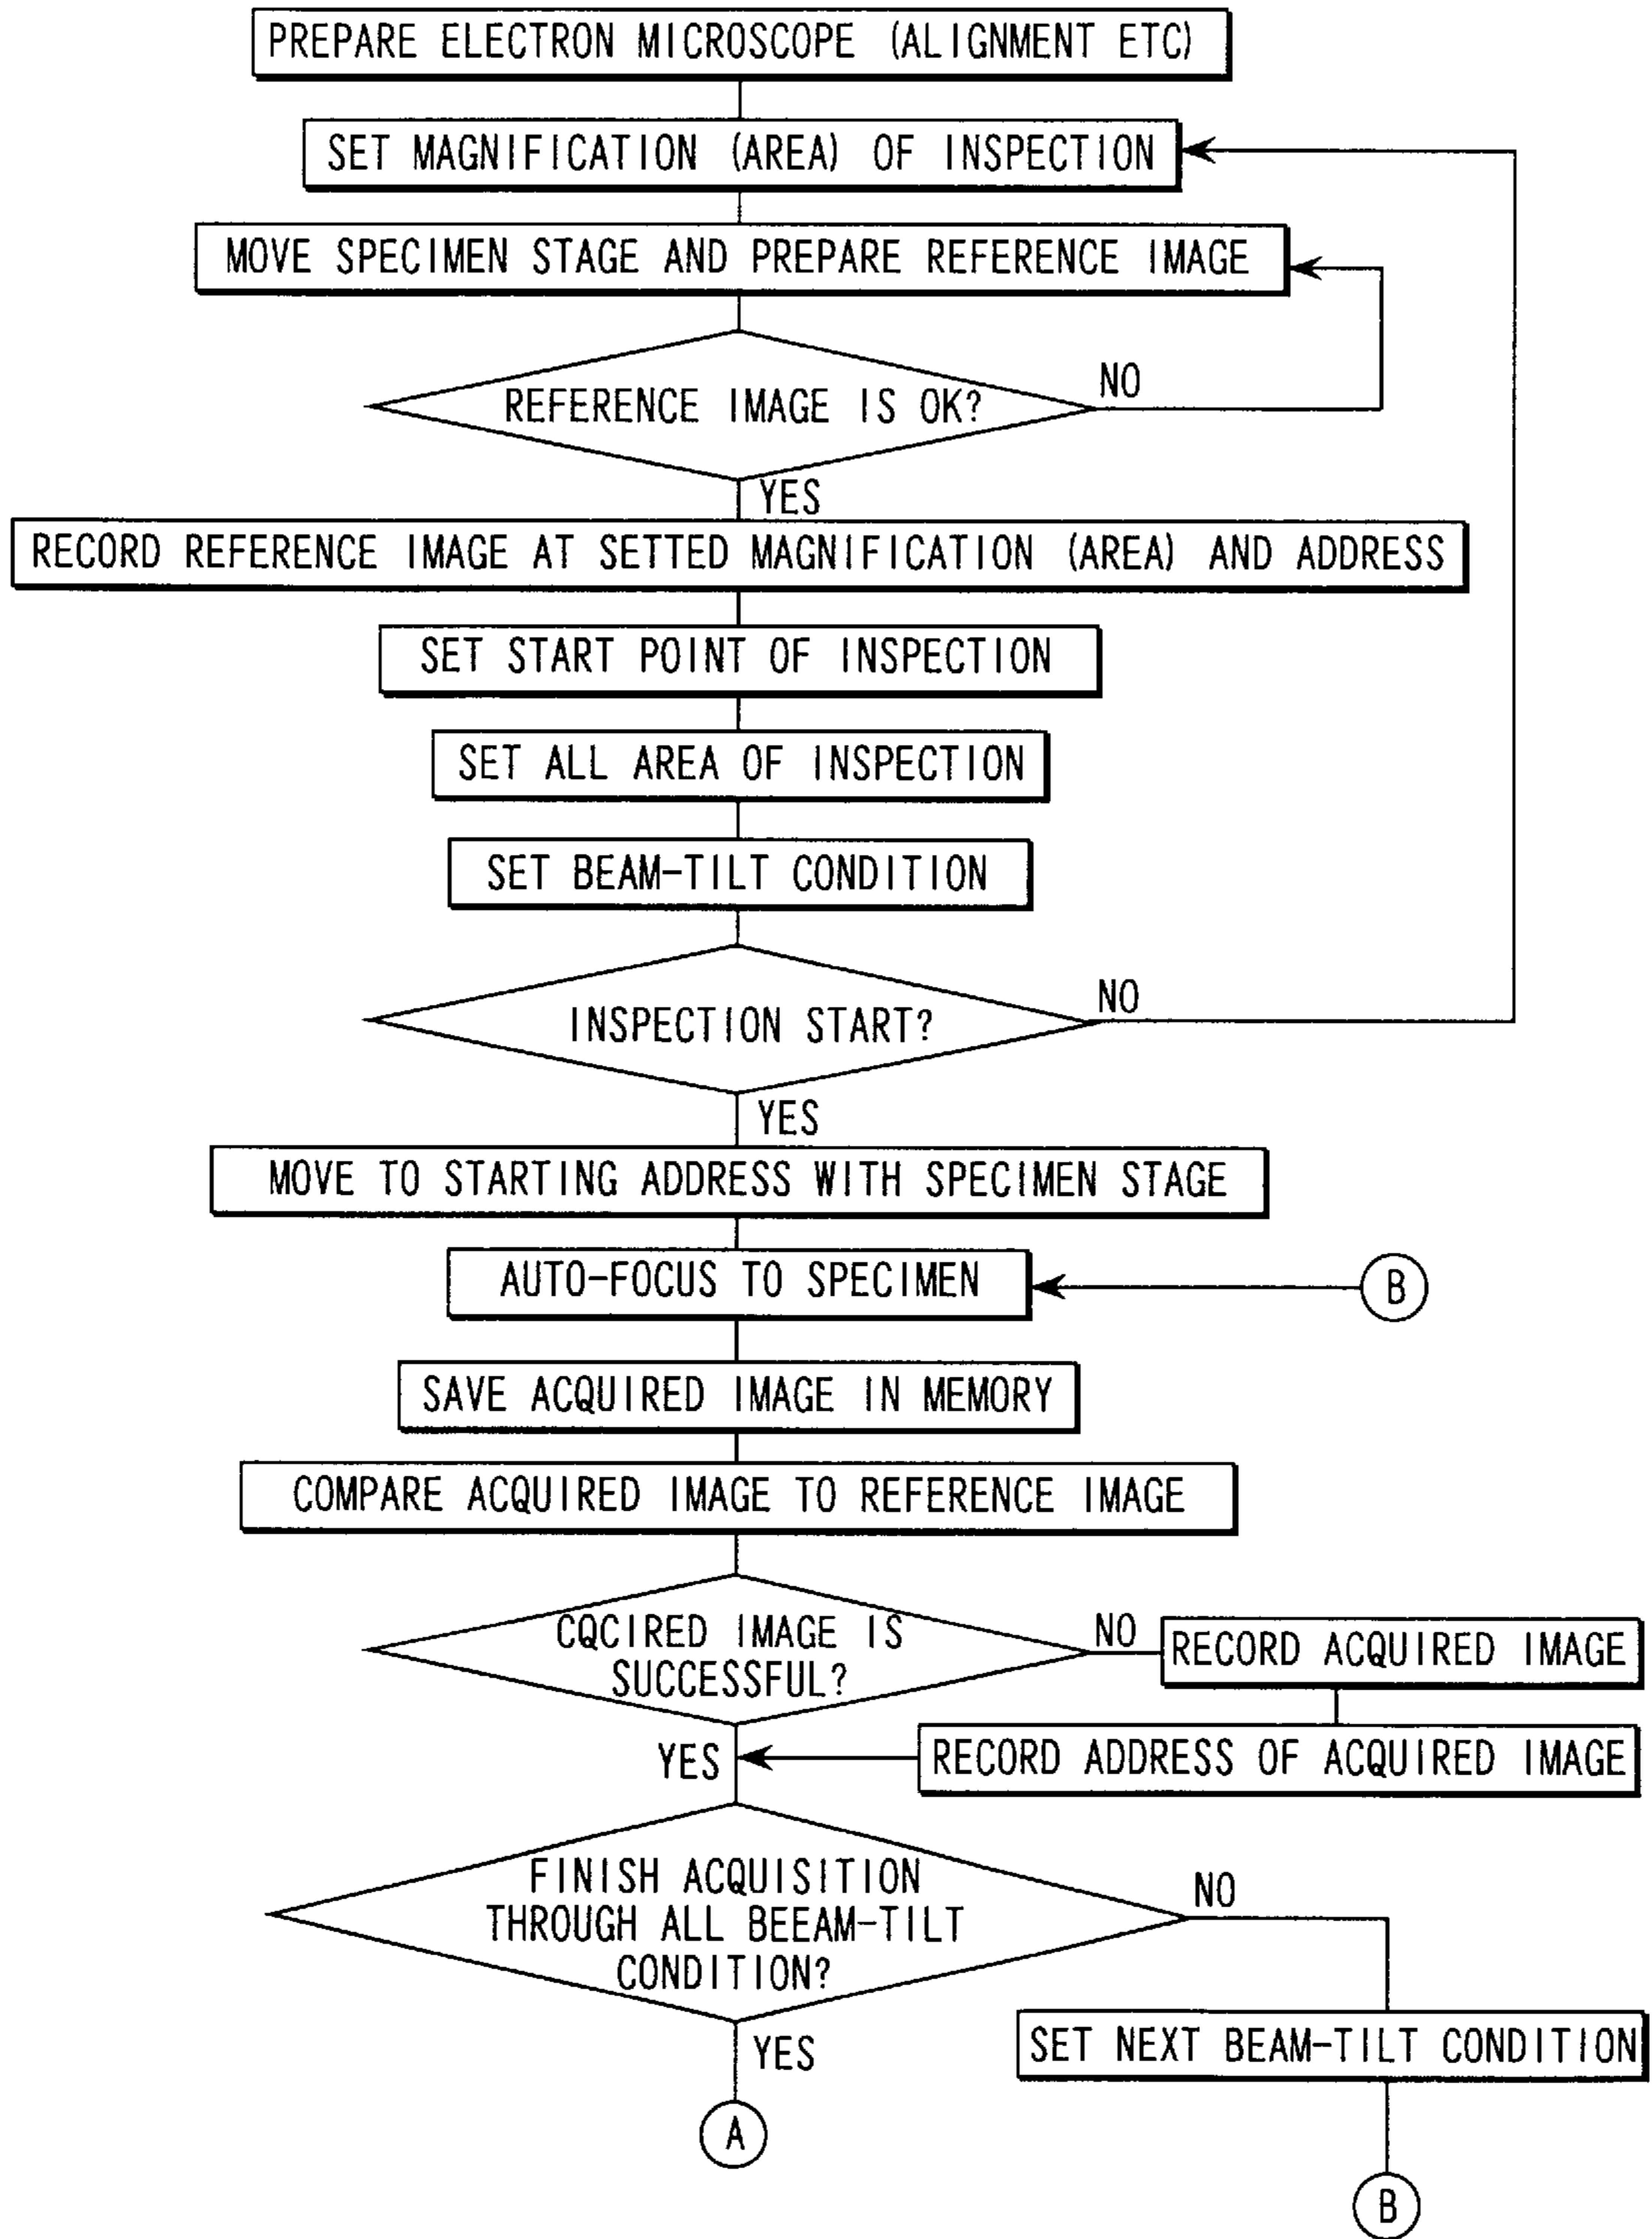 PREPARE ELECTRON MICROSCOPE (ALIGNMENT ETC)
SET MAGNIFICATION (AREA) OF INSPECTION
MOVE SPECIMEN STAGE AND PREPARE REFERENCE IMAGE
REFERENCE IMAGE IS OK?
NO
YES
RECORD REFERENCE IMAGE AT SETTED MAGNIFICATION (AREA) AND ADDRESS
SET START POINT OF INSPECTION
SET ALL AREA OF INSPECTION
SET BEAM-TILT CONDITION
INSPECTION START?
NO
YES
MOVE TO STARTING ADDRESS WITH SPECIMEN STAGE
AUTO-FOCUS TO SPECIMEN
B
SAVE ACQUIRED IMAGE IN MEMORY
COMPARE ACQUIRED IMAGE TO REFERENCE IMAGE
CQCIRED IMAGE IS
SUCCESSFUL?
NO
RECORD ACQUIRED IMAGE
YES
RECORD ADDRESS OF ACQUIRED IMAGE
FINISH ACQUISITION
THROUGH ALL BEEAM-TILT
CONDITION?
NO
YES
SET NEXT BEAM-TILT CONDITION
A
B